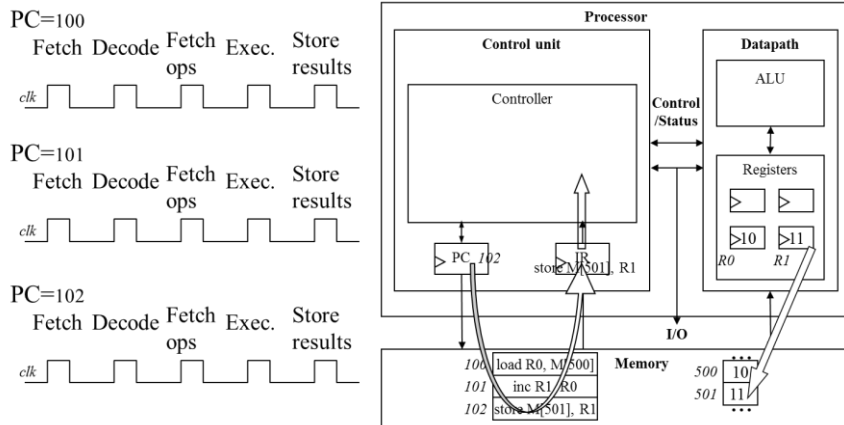 PC=100
Fetch Decode Fetch ops Exec. Store results
clk
PC=101
Fetch Decode Fetch ops Exec. Store results
clk
PC=102
Fetch Decode Fetch ops Exec. Store results
clk
Processor
Control unit
Controller
PC 102
IR
store M[501], R1
Control
/Status
Datapath
ALU
Registers
10 11
R0 R1
I/O
Memory
100 load R0, M[500]
101 inc R1, R0
102 store M[501], R1
...
500 10
501 11
...